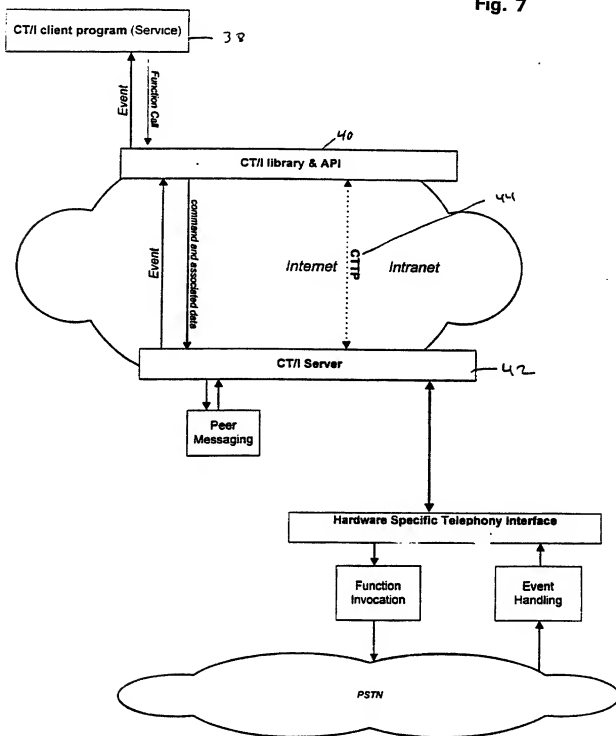 Fig. 7
CT/I client program (Service)
38
Event
Function Call
40
CT/I library & API
44
Event
command and associated data
Internet
CTTP
Intranet
CT/I Server
42
Peer
Messaging
Hardware Specific Telephony Interface
Function
Invocation
Event
Handling
PSTN